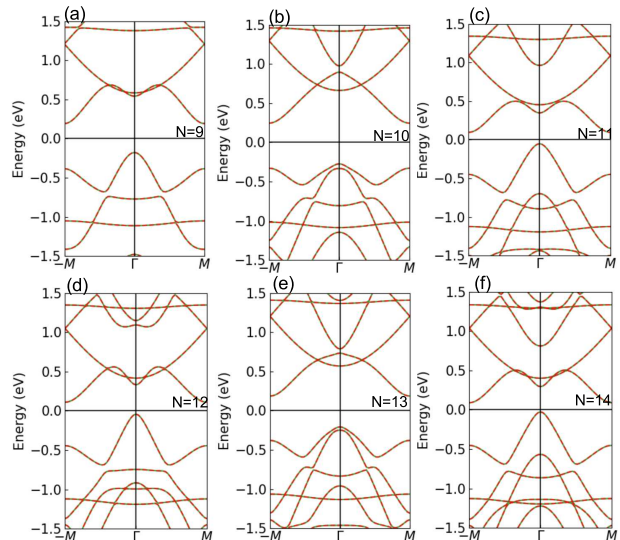 (a)
1.5
1.0
0.5
0.0
−0.5
−1.0
−1.5
Energy (eV)
N=9
−M
Γ
M
(b)
1.5
1.0
0.5
0.0
−0.5
−1.0
−1.5
Energy (eV)
N=10
−M
Γ
M
(c)
1.5
1.0
0.5
0.0
−0.5
−1.0
−1.5
Energy (eV)
N=11
−M
Γ
M
(d)
1.5
1.0
0.5
0.0
−0.5
−1.0
−1.5
Energy (eV)
N=12
−M
Γ
M
(e)
1.5
1.0
0.5
0.0
−0.5
−1.0
−1.5
Energy (eV)
N=13
−M
Γ
M
(f)
1.5
1.0
0.5
0.0
−0.5
−1.0
−1.5
Energy (eV)
N=14
−M
Γ
M